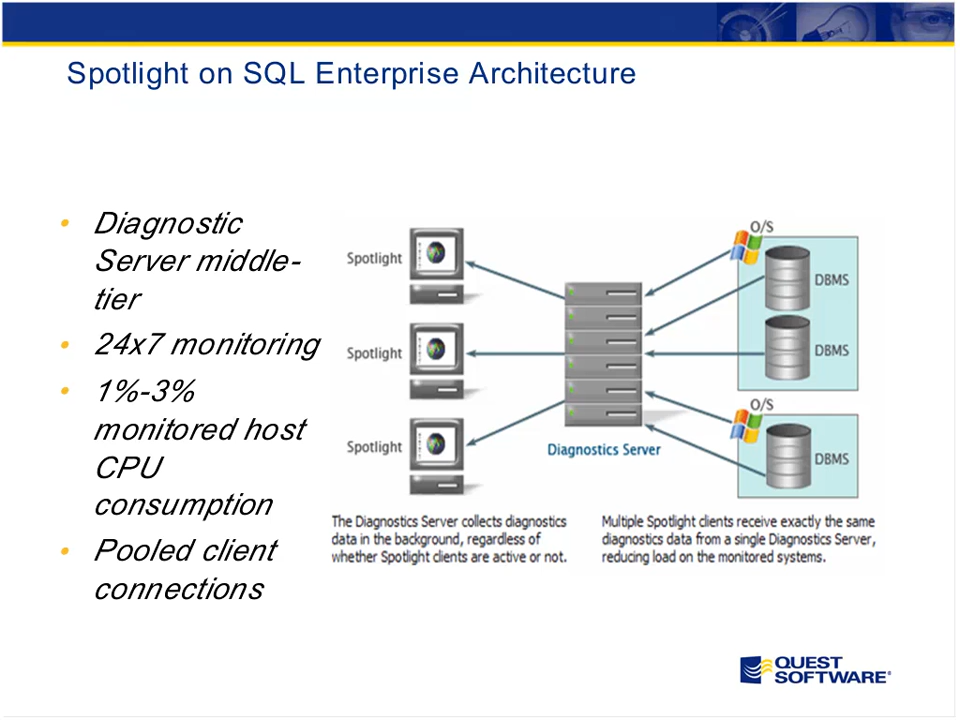 Spotlight on SQL Enterprise Architecture
• Diagnostic
Server middle-
tier
• 24x7 monitoring
• 1%-3%
monitored host
CPU
consumption
• Pooled client
connections
Spotlight
Spotlight
Spotlight
Diagnostics Server
O/S
DBMS
DBMS
O/S
DBMS
The Diagnostics Server collects diagnostics
data in the background, regardless of
whether Spotlight clients are active or not.
Multiple Spotlight clients receive exactly the same
diagnostics data from a single Diagnostics Server,
reducing load on the monitored systems.
QUEST
SOFTWARE®